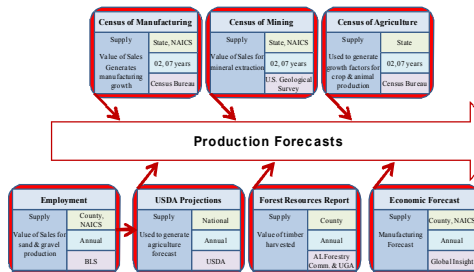 Census of Manufacturing
Supply
Value of Sales
Generates
manufacturing
growth
State, NAICS
02, 07 years
Census Bureau
Census of Mining
Supply
Value of Sales for
mineral extraction
State, NAICS
02, 07 years
U.S. Geological
Survey
Census of Agriculture
Supply
Used to generate
growth factors for
crop & animal
production
State
02, 07 years
Census Bureau
Production Forecasts
Employment
Supply
Value of Sales for
sand & gravel
production
County,
NAICS
Annual
BLS
USDA Projections
Supply
Used to generate
agriculture
forecast
National
Annual
USDA
Forest Resources Report
Supply
Value of timber
harvested
County
Annual
AL Forestry
Comm. & UGA
Economic Forecast
Supply
Manufacturing
Forecast
County, NAICS
Annual
Global Insight